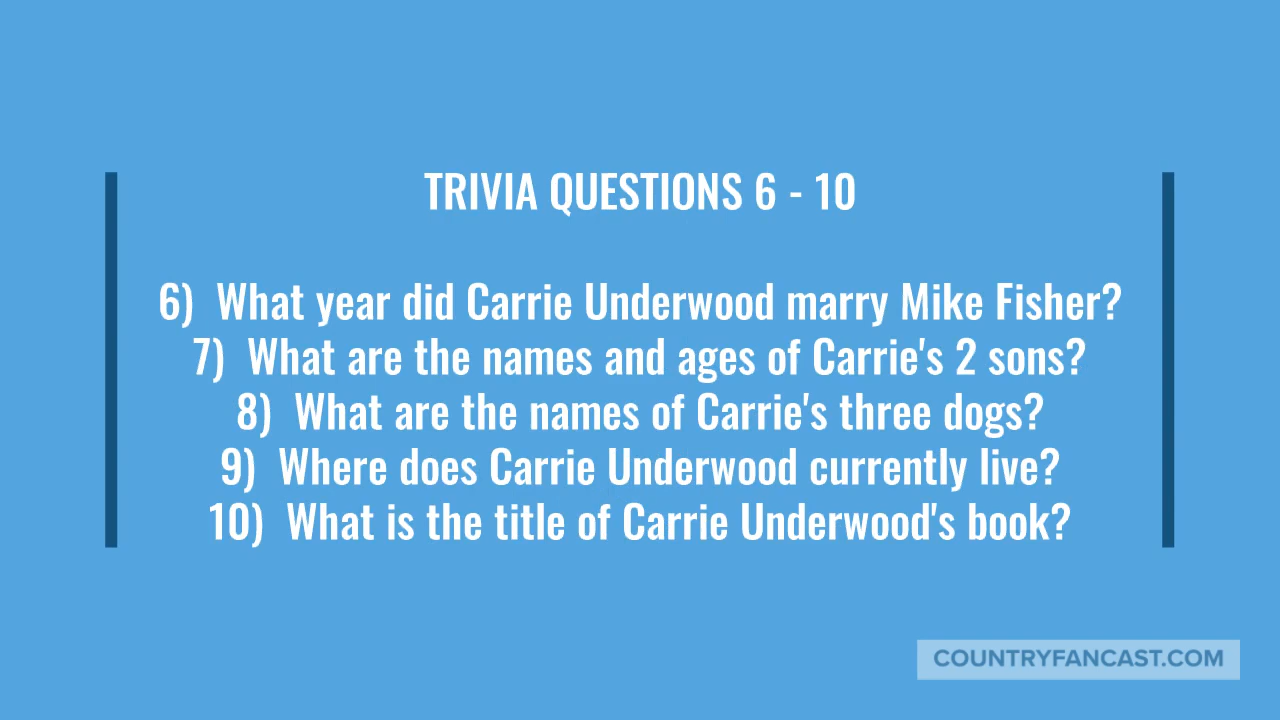 TRIVIA QUESTIONS 6 - 10
6) What year did Carrie Underwood marry Mike Fisher?
7) What are the names and ages of Carrie's 2 sons?
8) What are the names of Carrie's three dogs?
9) Where does Carrie Underwood currently live?
10) What is the title of Carrie Underwood's book?
COUNTRYFANCAST.COM